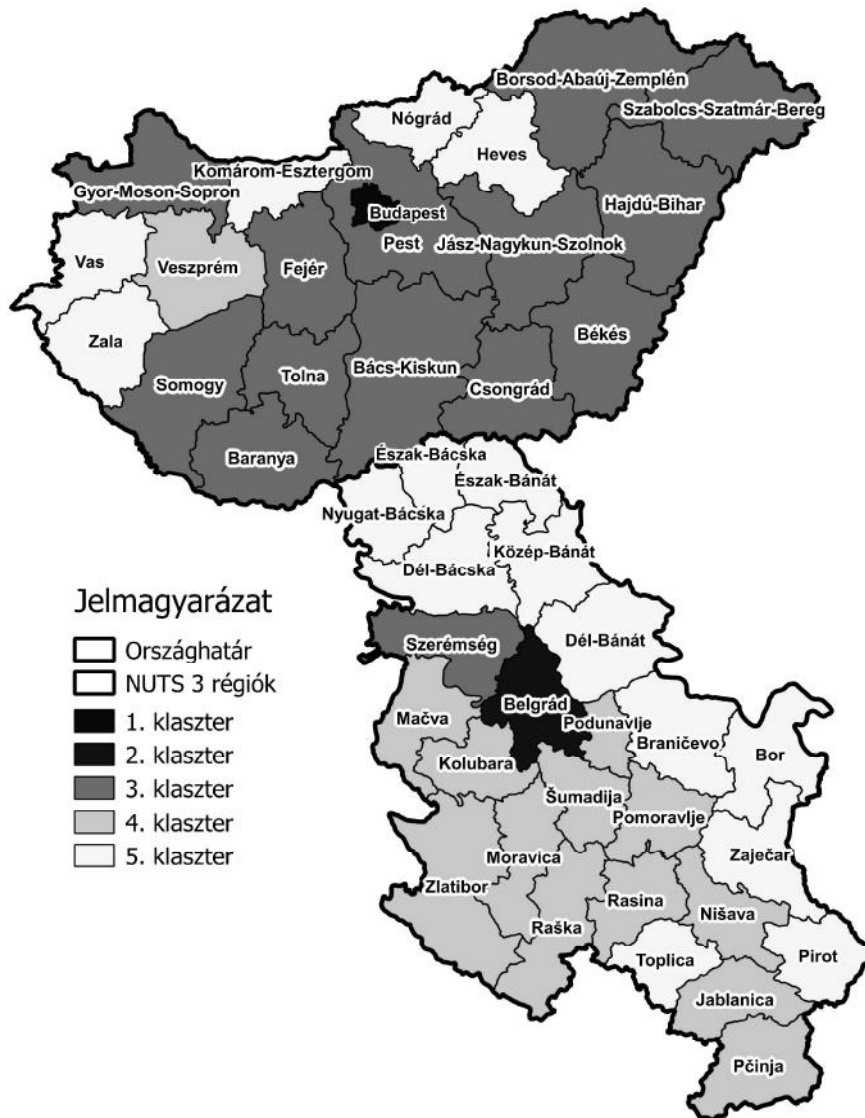 Borsod-Abaúj-Zemplén
Szabolcs-Szatmár-Bereg
Nógrád
Heves
Komárom-Esztergom
Gyor-Moson-Sopron
Hajdú-Bihar
Budapest
Pest
Jász-Nagykun-Szolnok
Vas
Veszprém
Fejér
Zala
Békés
Bács-Kiskun
Tolna
Somogy
Csongrád
Baranya
Észak-Bácska
Észak-Bánát
Nyugat-Bácska
Közép-Bánát
Dél-Bácska
Szerémség
Dél-Bánát
Belgrád
Mačva
Podunavlje
Braničevo
Bor
Kolubara
Šumadija
Pomoravlje
Moravica
Zaječar
Zlatibor
Rasina
Nišava
Raška
Toplica
Pirot
Jablanica
Pčinja
Jelmagyarázat
Országhatár
NUTS 3 régiók
1. klaszter
2. klaszter
3. klaszter
4. klaszter
5. klaszter